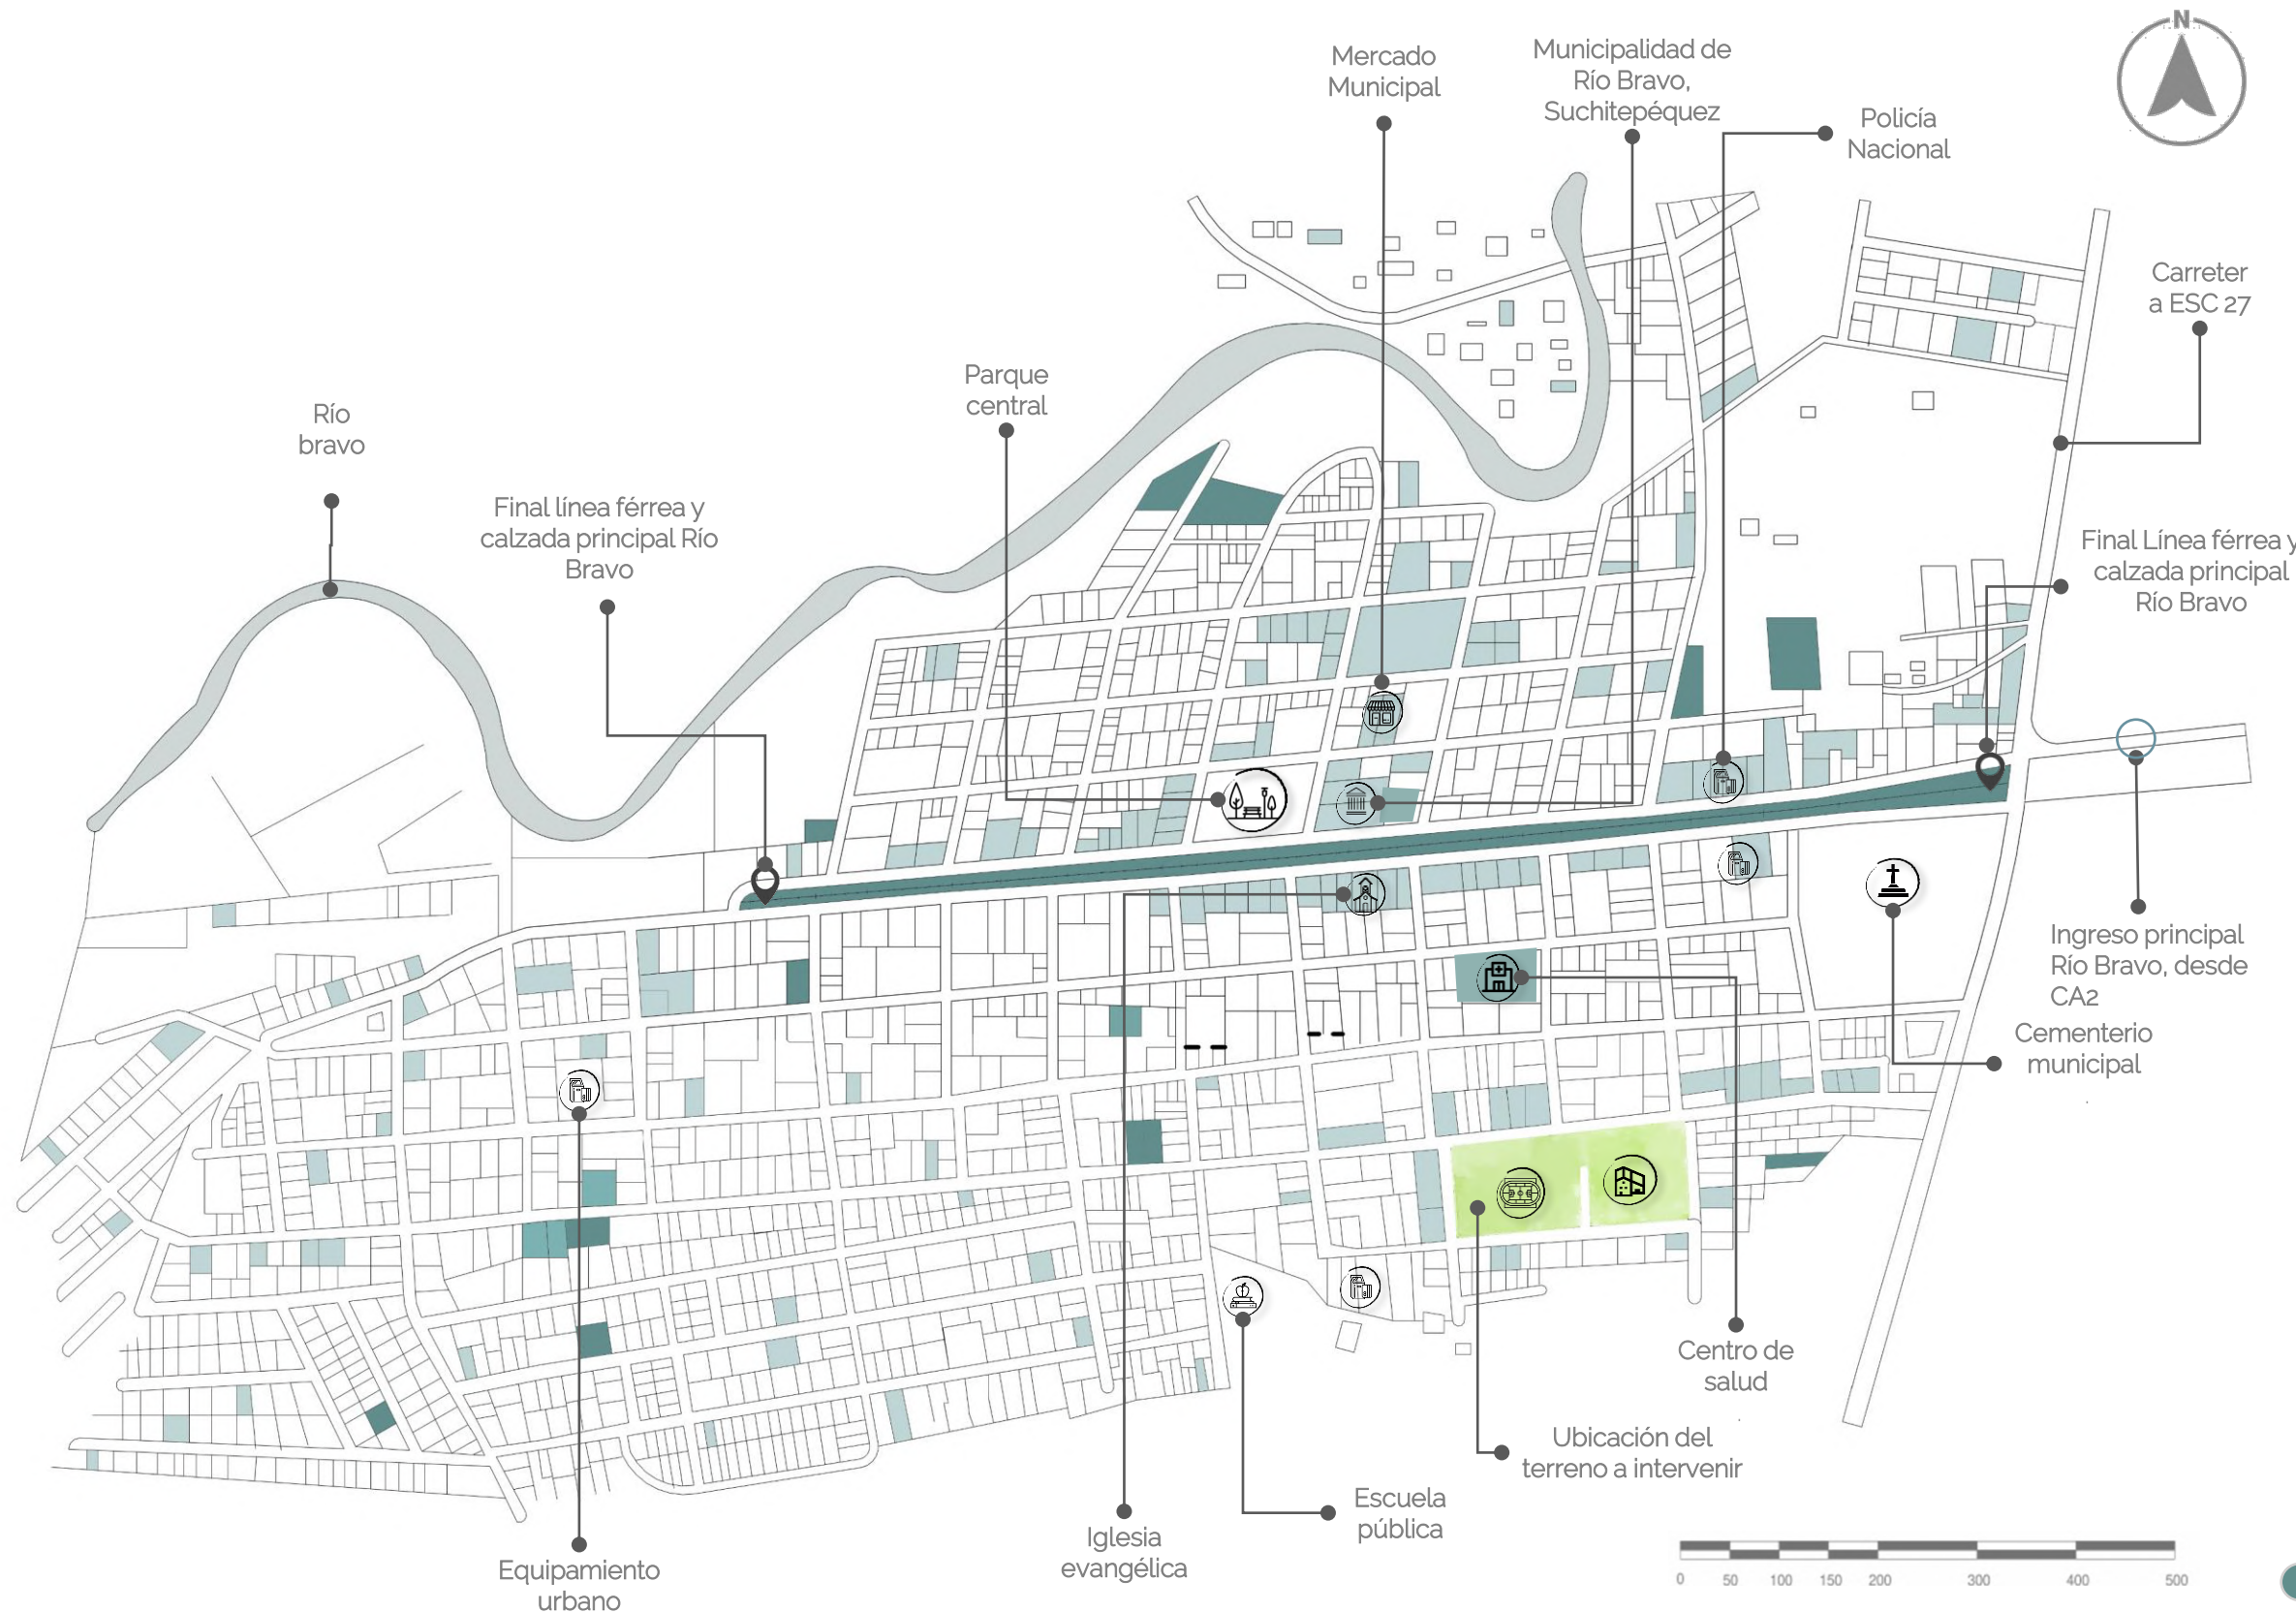 N
Mercado
Municipal
Municipalidad de
Río Bravo,
Suchitepéquez
Policía
Nacional
Carreter
a ESC 27
Parque
central
Río
bravo
Final línea férrea y
calzada principal Río
Bravo
Final Línea férrea y
calzada principal
Río Bravo
Ingreso principal
Río Bravo, desde
CA2
Cementerio
municipal
Centro de
salud
Ubicación del
terreno a intervenir
Escuela
pública
Iglesia
evangélica
Equipamiento
urbano
0 50 100 150 200 300 400 500